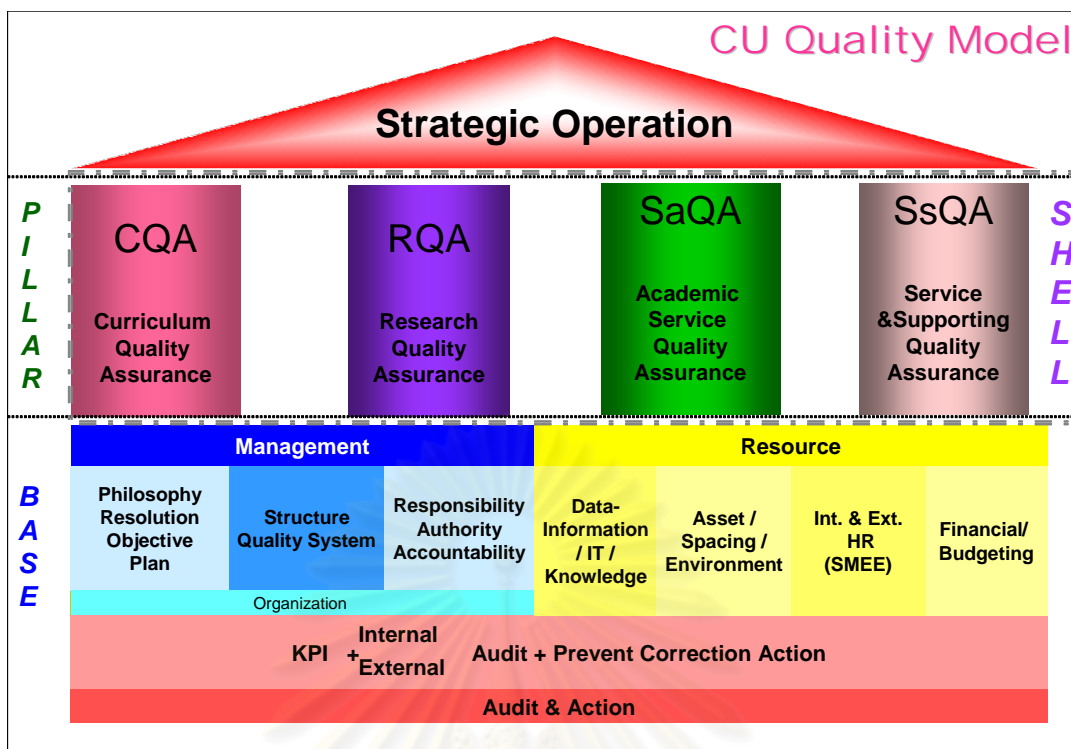 CU Quality Model
Strategic Operation
PILLAR
CQA
Curriculum
Quality
Assurance
RQA
Research
Quality
Assurance
SaQA
Academic
Service
Quality
Assurance
SsQA
Service
&Supporting
Quality
Assurance
SHELL
BASE
Management
Resource
Philosophy
Resolution
Objective
Plan
Structure
Quality System
Responsibility
Authority
Accountability
Data-
Information
/ IT /
Knowledge
Asset /
Spacing /
Environment
Int. & Ext.
HR
(SMEE)
Financial/
Budgeting
Organization
KPI + Internal
External
Audit + Prevent Correction Action
Audit & Action